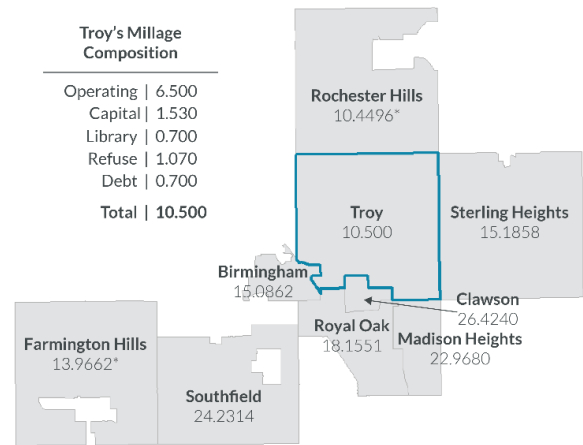 Troy's Millage
Composition
Operating | 6.500
Capital | 1.530
Library | 0.700
Refuse | 1.070
Debt | 0.700
Total | 10.500
Rochester Hills
10.4496*
Troy
10.500
Sterling Heights
15.1858
Birmingham
15.0862
Clawson
26.4240
Royal Oak
18.1551
Madison Heights
22.9680
Farmington Hills
13.9662*
Southfield
24.2314